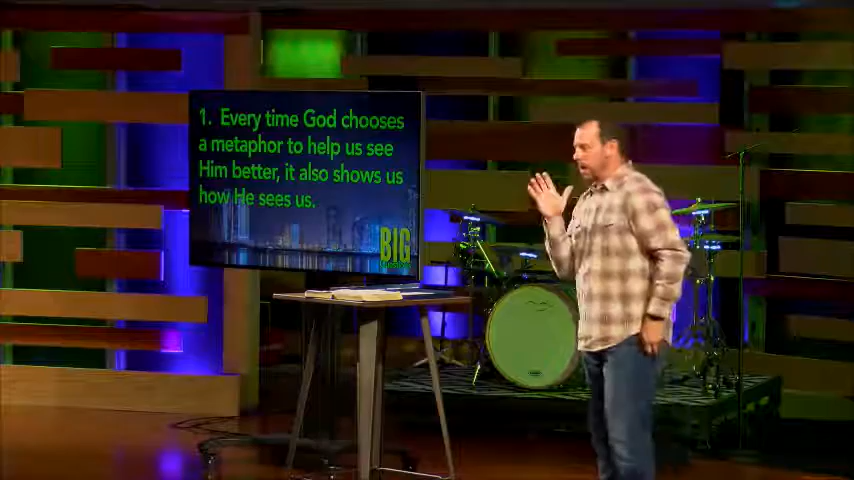 1. Every time God chooses
a metaphor to help us see
Him better, it also shows us
how He sees us.
BIG